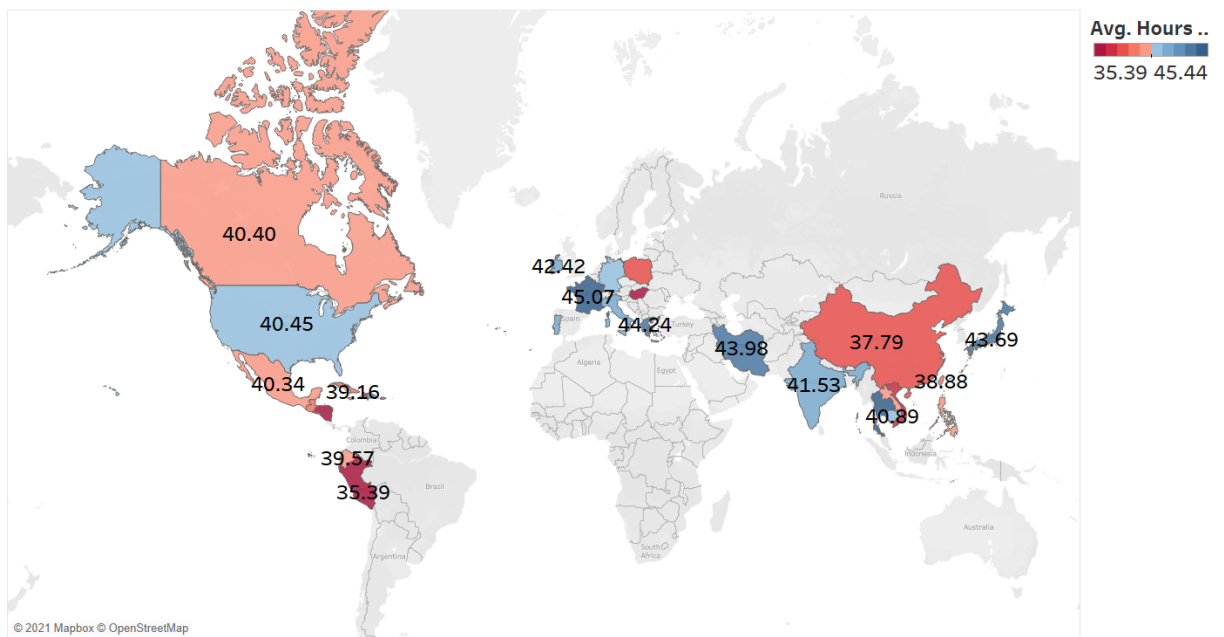 Avg. Hours ..
35.39 45.44
Russia
40.40
42.42
45.07
Spain
44.24
Turkey
40.45
43.98
37.79
43.69
Algeria
Egypt
40.34
39.16
41.53
38.88
40.89
Colombia
Indonesia
39.57
35.39
Brazil
Australia
South
Africa
Argentina
© 2021 Mapbox © OpenStreetMap